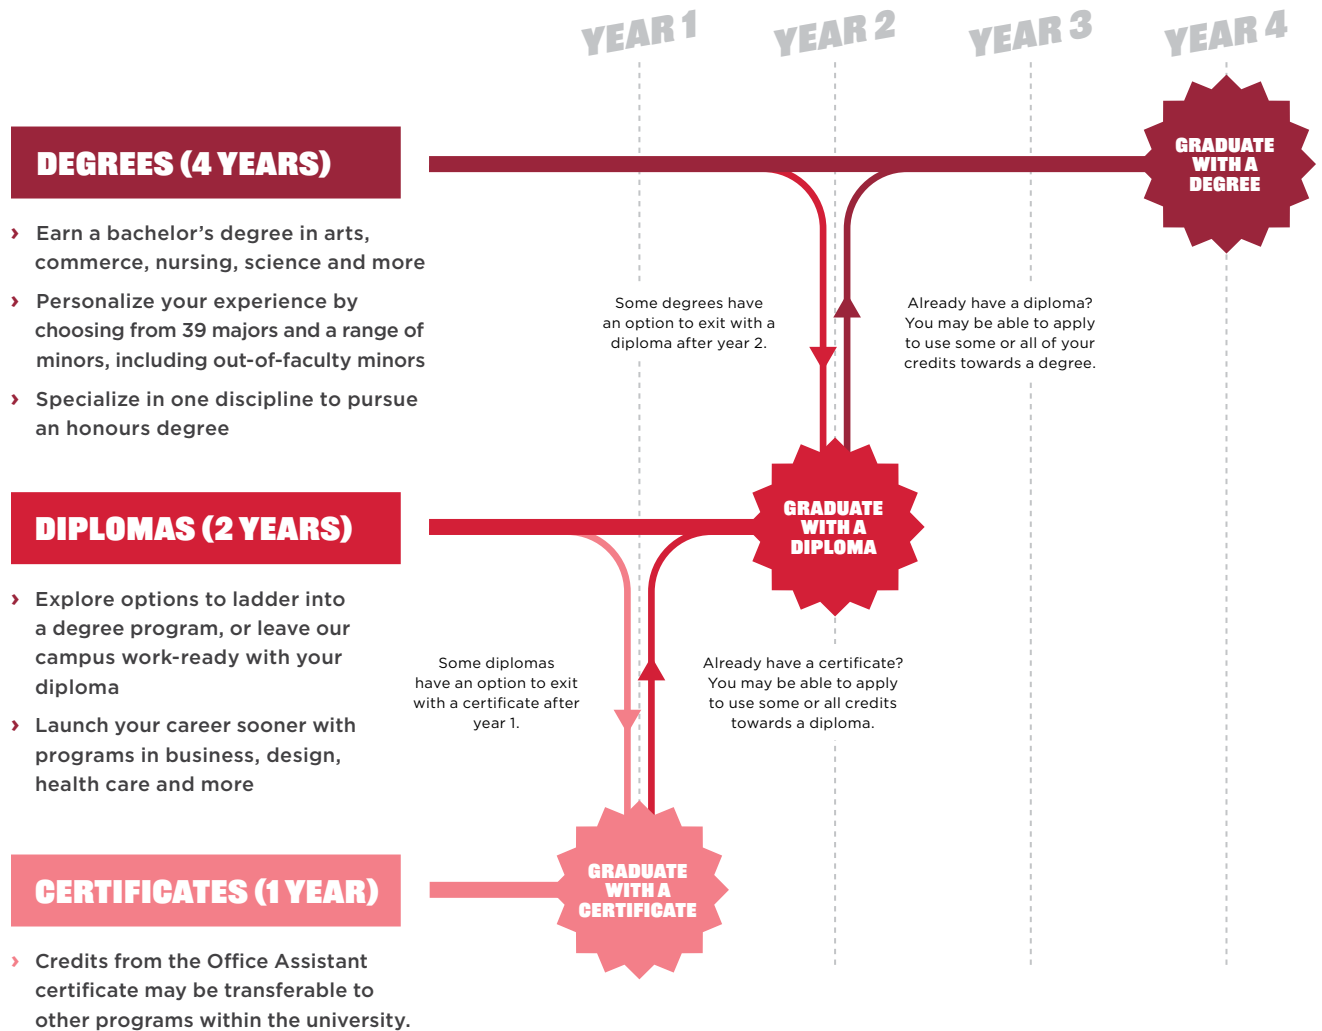 YEAR 1
YEAR 2
YEAR 3
YEAR 4
DEGREES (4 YEARS)
› Earn a bachelor’s degree in arts,
commerce, nursing, science and more
› Personalize your experience by
choosing from 39 majors and a range of
minors, including out-of-faculty minors
› Specialize in one discipline to pursue
an honours degree
GRADUATE
WITH A
DEGREE
Some degrees have
an option to exit with a
diploma after year 2.
Already have a diploma?
You may be able to apply
to use some or all of your
credits towards a degree.
DIPLOMAS (2 YEARS)
› Explore options to ladder into
a degree program, or leave our
campus work-ready with your
diploma
› Launch your career sooner with
programs in business, design,
health care and more
GRADUATE
WITH A
DIPLOMA
Some diplomas
have an option to exit
with a certificate after
year 1.
Already have a certificate?
You may be able to apply
to use some or all credits
towards a diploma.
CERTIFICATES (1 YEAR)
› Credits from the Office Assistant
certificate may be transferable to
other programs within the university.
GRADUATE
WITH A
CERTIFICATE